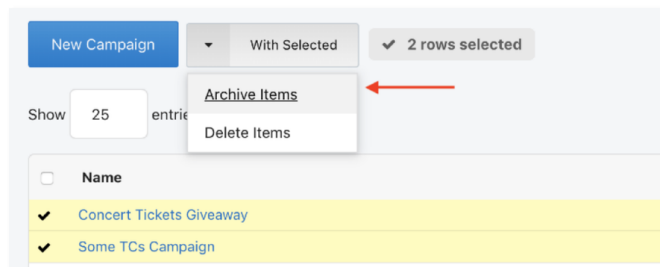 New Campaign With Selected 2 rows selected
Archive Items
Show 25 entrie
Delete Items
Name
Concert Tickets Giveaway
Some TCs Campaign